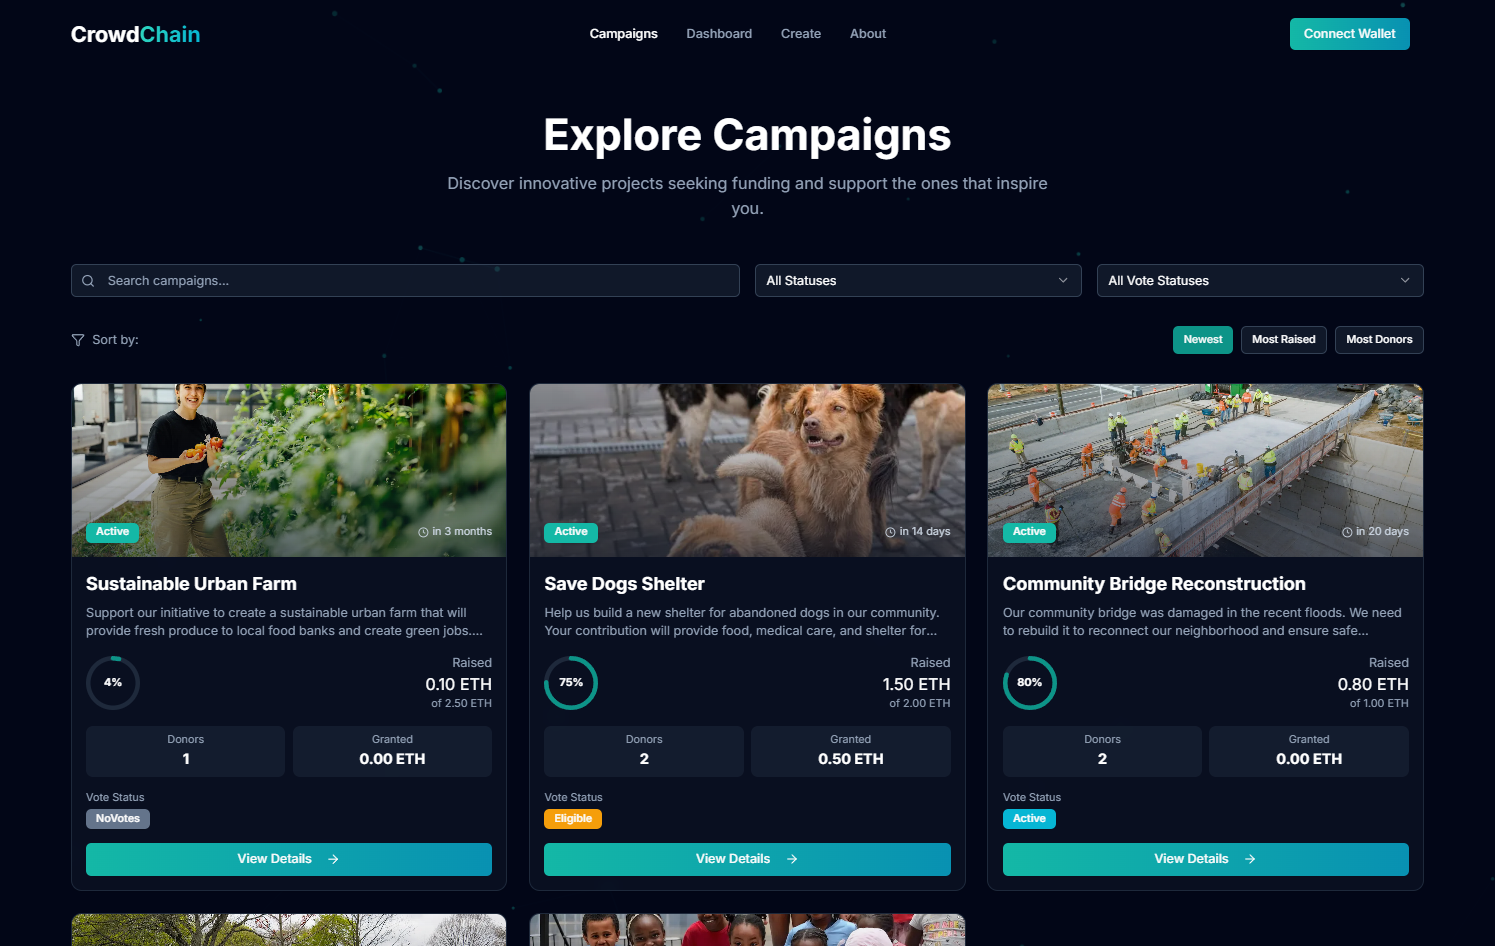 CrowdChain
Campaigns
Dashboard
Create
About
Connect Wallet
Explore Campaigns
Discover innovative projects seeking funding and support the ones that inspire
you.
Search campaigns...
All Statuses
All Vote Statuses
Sort by:
Newest
Most Raised
Most Donors
Active
in 3 months
Sustainable Urban Farm
Support our initiative to create a sustainable urban farm that will
provide fresh produce to local food banks and create green jobs....
4%
Raised
0.10 ETH
of 2.50 ETH
Donors
1
Granted
0.00 ETH
Vote Status
NoVotes
View Details
Active
in 14 days
Save Dogs Shelter
Help us build a new shelter for abandoned dogs in our community.
Your contribution will provide food, medical care, and shelter for...
75%
Raised
1.50 ETH
of 2.00 ETH
Donors
2
Granted
0.50 ETH
Vote Status
Eligible
View Details
Active
in 20 days
Community Bridge Reconstruction
Our community bridge was damaged in the recent floods. We need
to rebuild it to reconnect our neighborhood and ensure safe...
80%
Raised
0.80 ETH
of 1.00 ETH
Donors
2
Granted
0.00 ETH
Vote Status
Active
View Details